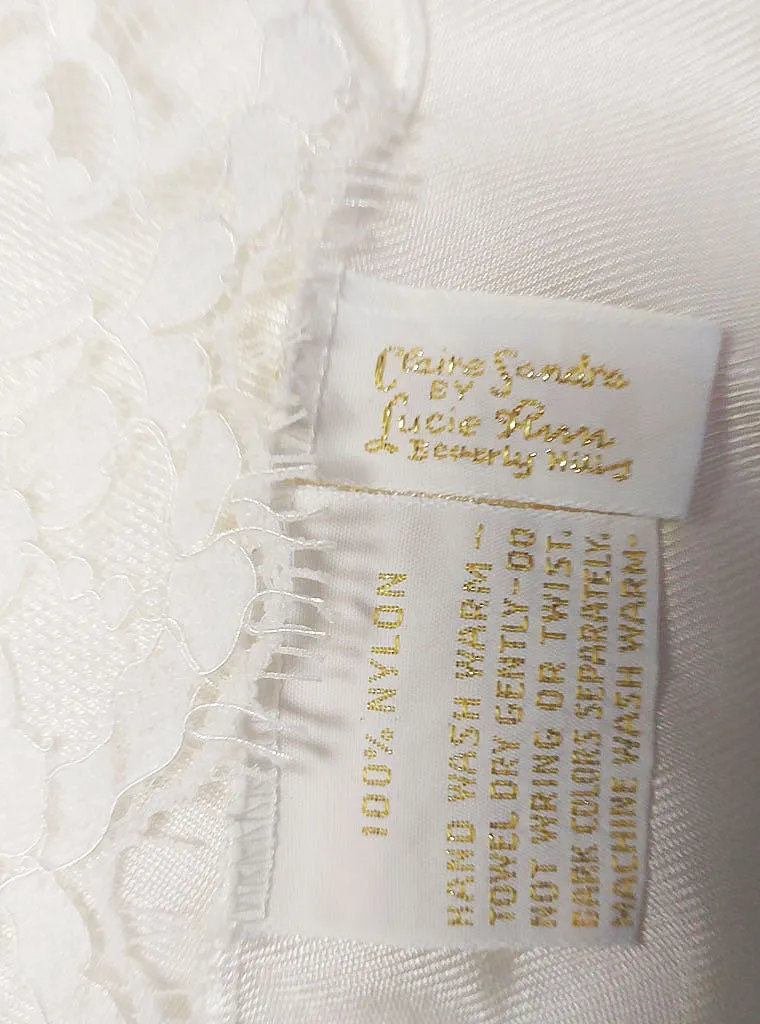 Claire Sandra
BY
Lucie Ann
Beverly Hills
100% NYLON
HAND WASH WARM -
TOWEL DRY GENTLY-DO
NOT WRING OR TWIST.
DARK COLORS SEPARATELY.
MACHINE WASH WARM-